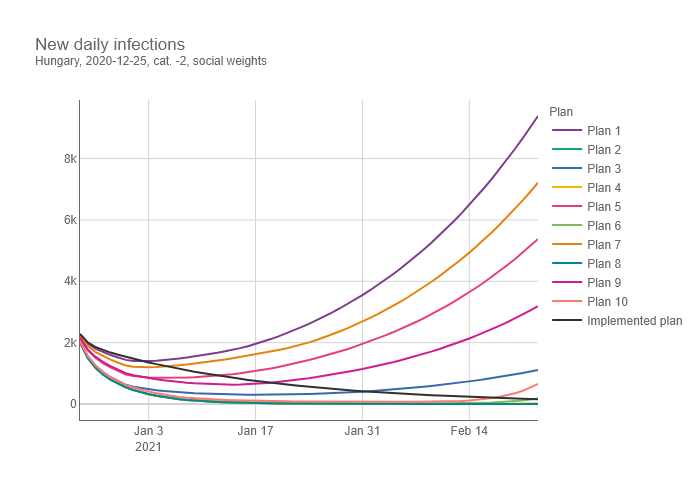 New daily infections
Hungary, 2020-12-25, cat. -2, social weights
Plan
Plan 1
Plan 2
Plan 3
Plan 4
Plan 5
Plan 6
Plan 7
Plan 8
Plan 9
Plan 10
Implemented plan
8k
6k
4k
2k
0
Jan 3 Jan 17 Jan 31 Feb 14
2021